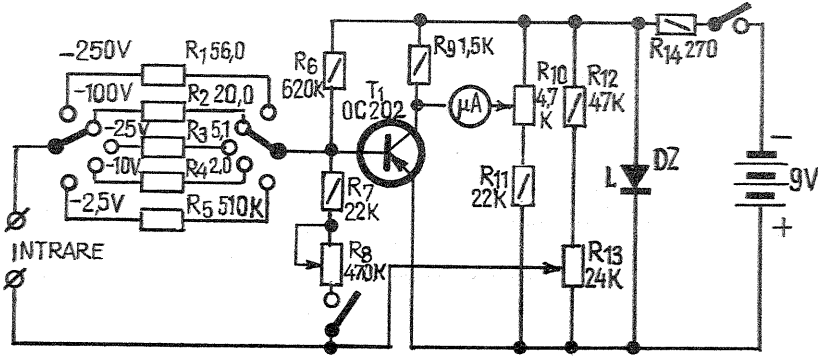 -250V R1 56,0
-100V R2 20,0
-25V R3 5,1
-10V R4 2,0
-2,5V R5 510K
INTRARE
R6
620K
T1
OC202
R9 1,5K
μA
R10
4,7
K
R12
47K
R14 270
R7
22K
R11
22K
L DZ
9V
R8
470K
R13
24K